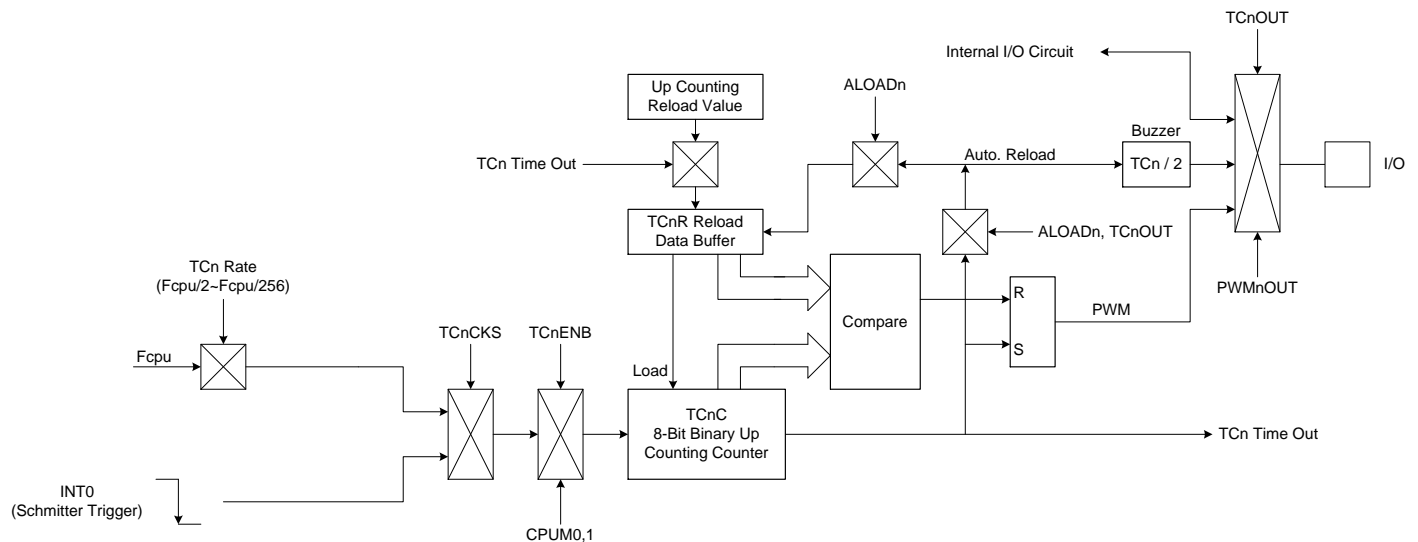 TCnOUT
Internal I/O Circuit
Up Counting
Reload Value
ALOADn
Buzzer
TCn Time Out
Auto. Reload
TCn / 2
I/O
TCnR Reload
Data Buffer
ALOADn, TCnOUT
TCn Rate
(Fcpu/2~Fcpu/256)
PWMnOUT
R
PWM
Compare
TCnCKS
TCnENB
S
Fcpu
Load
TCnC
8-Bit Binary Up
Counting Counter
TCn Time Out
INT0
(Schmitter Trigger)
CPUM0,1